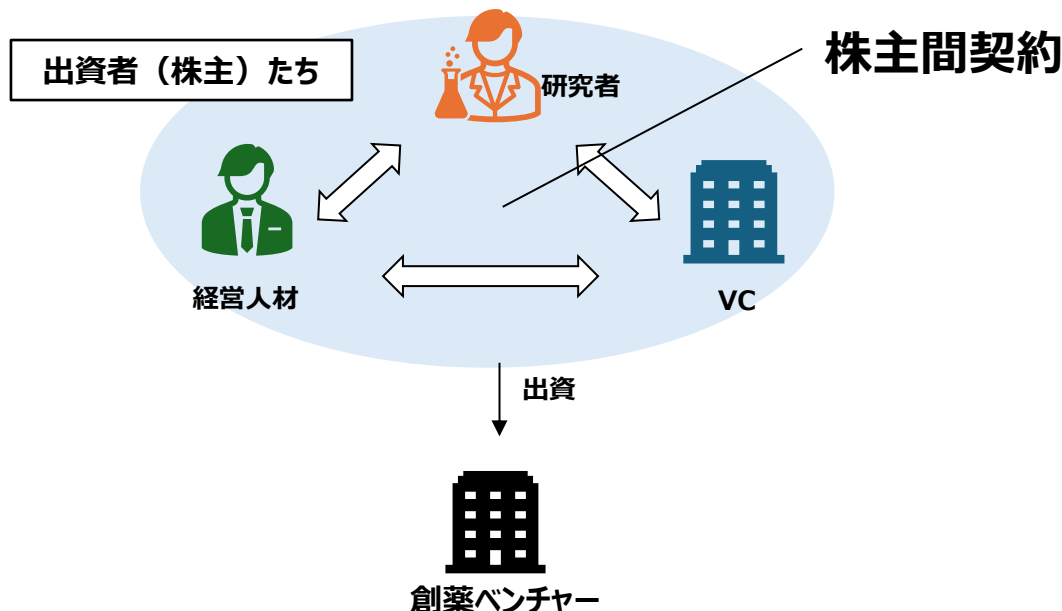 株主間契約
出資者（株主）たち
研究者
経営人材
VC
出資
創薬ベンチャー